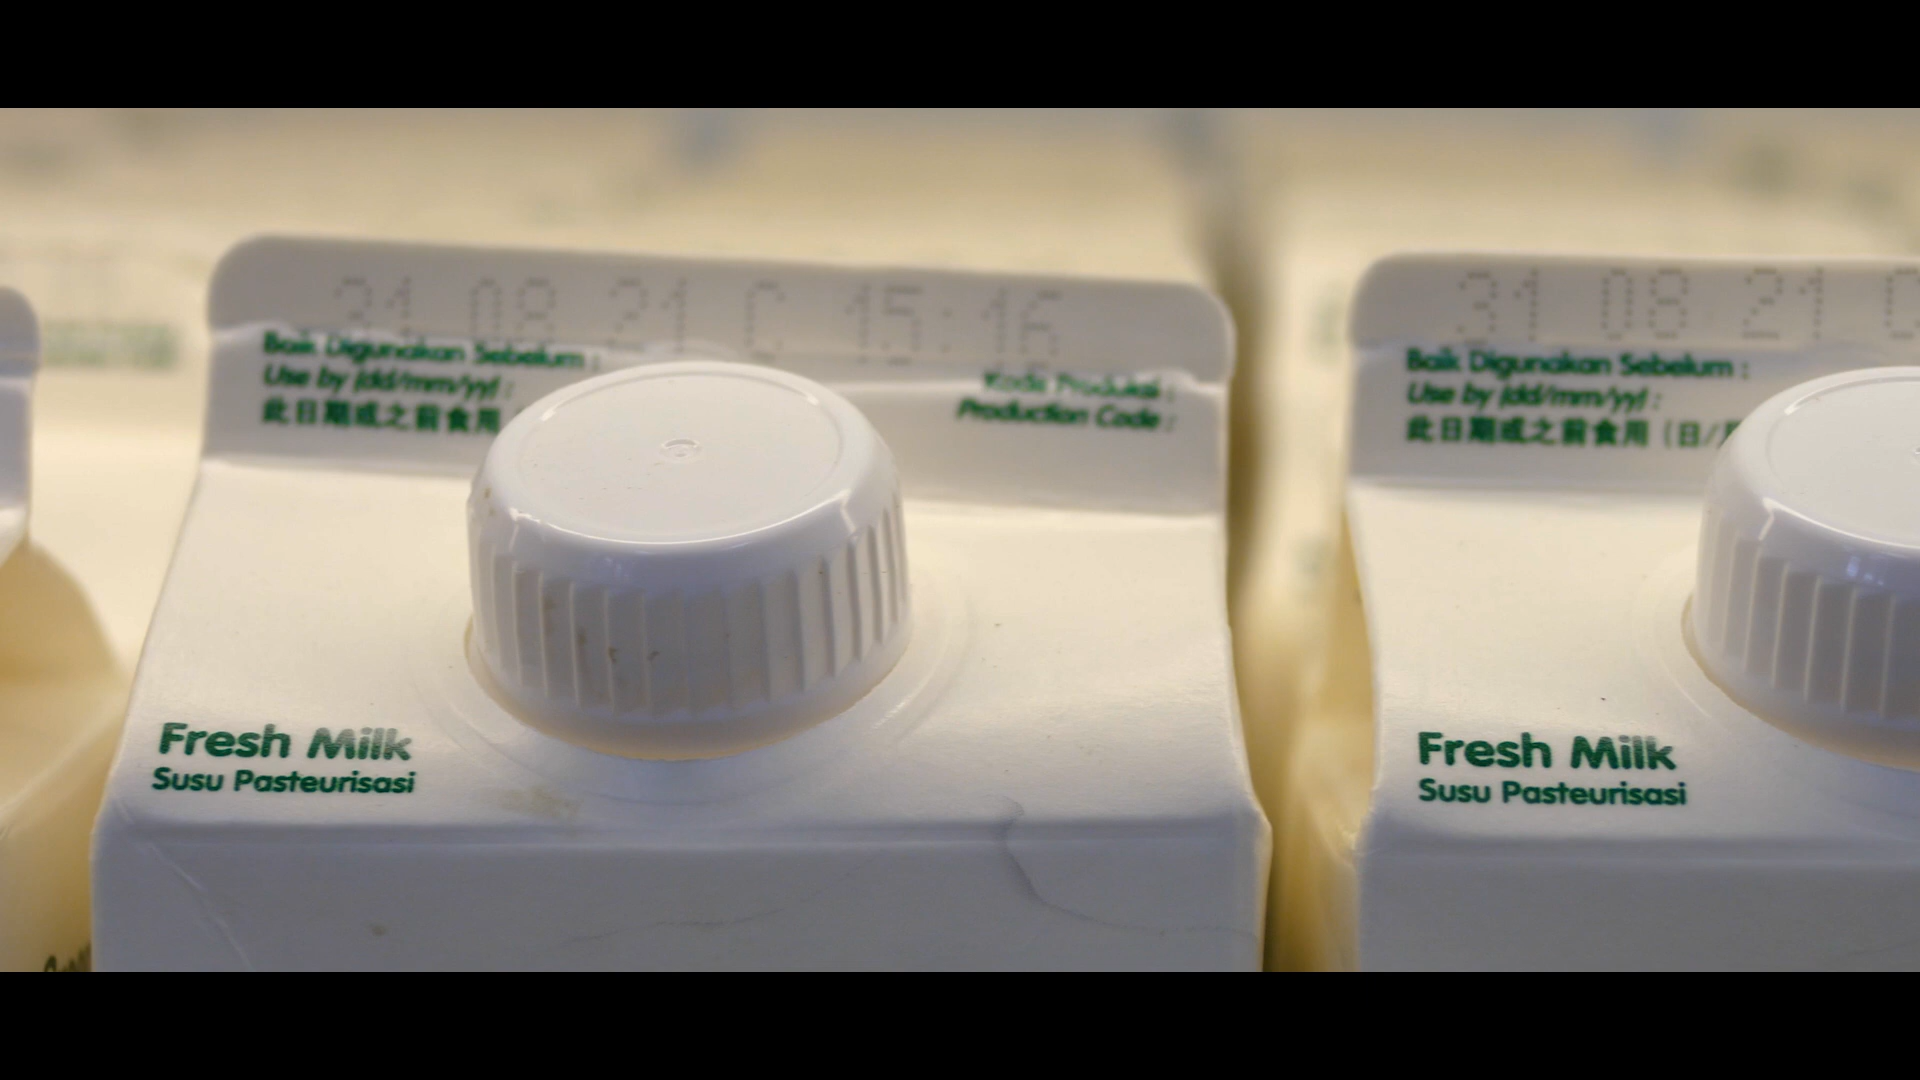 31 08 21 C 15:16
Baik Digunakan Sebelum :
Use by (dd/mm/yy) :
此日期或之前食用
Kode Produksi :
Production Code :
Fresh Milk
Susu Pasteurisasi
31 08 21 C
Baik Digunakan Sebelum :
Use by (dd/mm/yy) :
此日期或之前食用 (日/
Fresh Milk
Susu Pasteurisasi